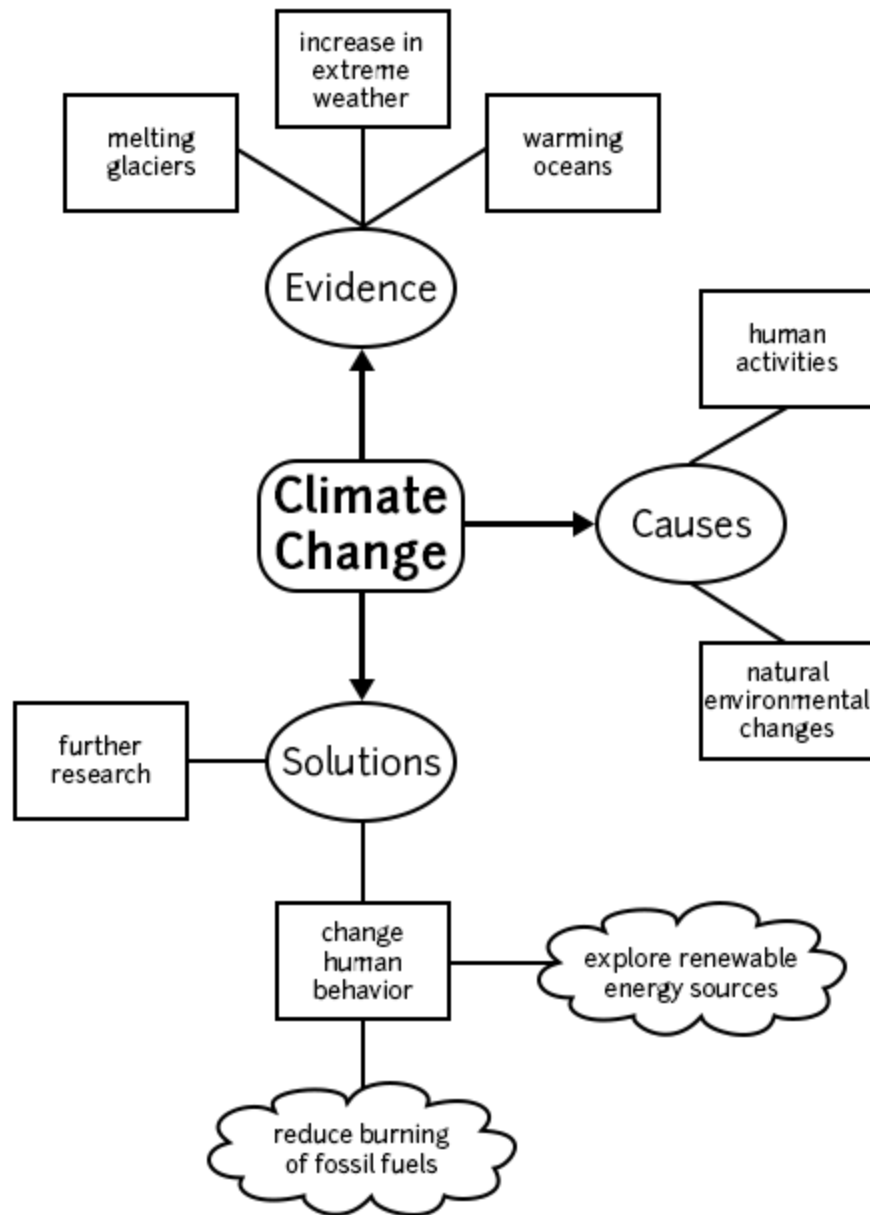 increase in
extreme
weather
melting
glaciers
warming
oceans
Evidence
human
activities
Climate
Change
Causes
natural
environmental
changes
further
research
Solutions
change
human
behavior
explore renewable
energy sources
reduce burning
of fossil fuels